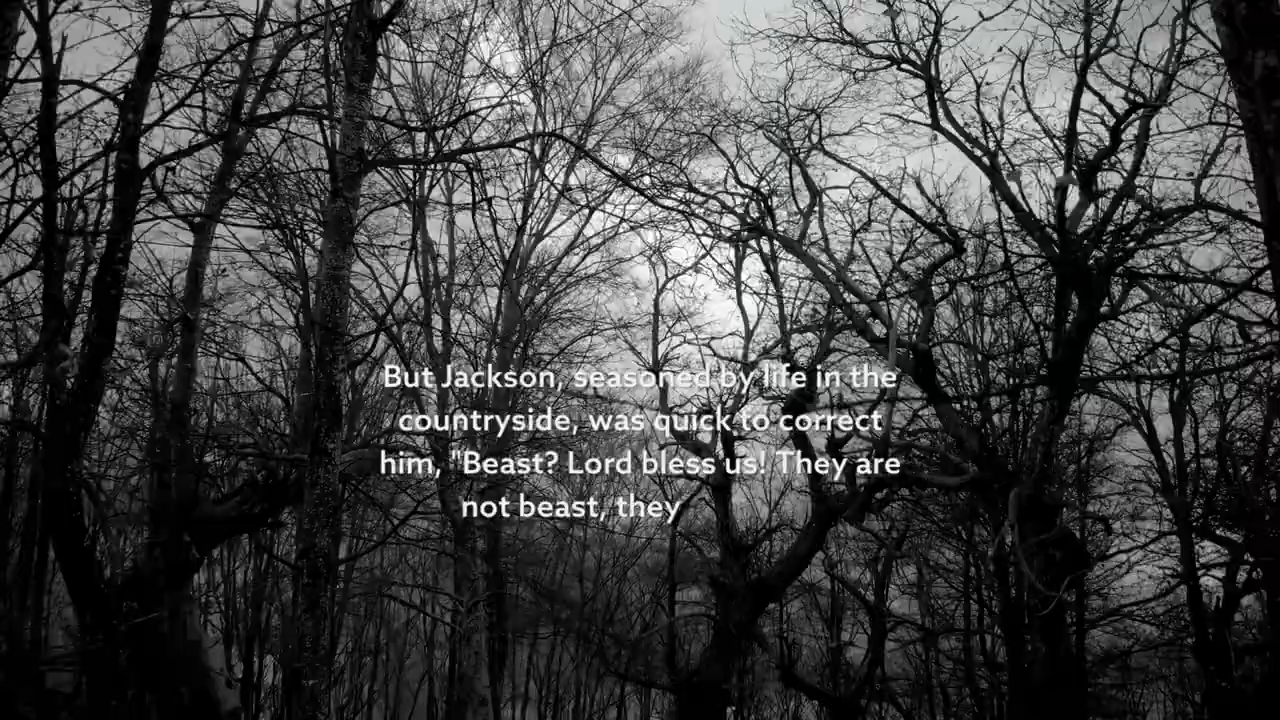 But Jackson, seasoned by life in the
countryside, was quick to correct
him, "Beast? Lord bless us! They are
not beast, they